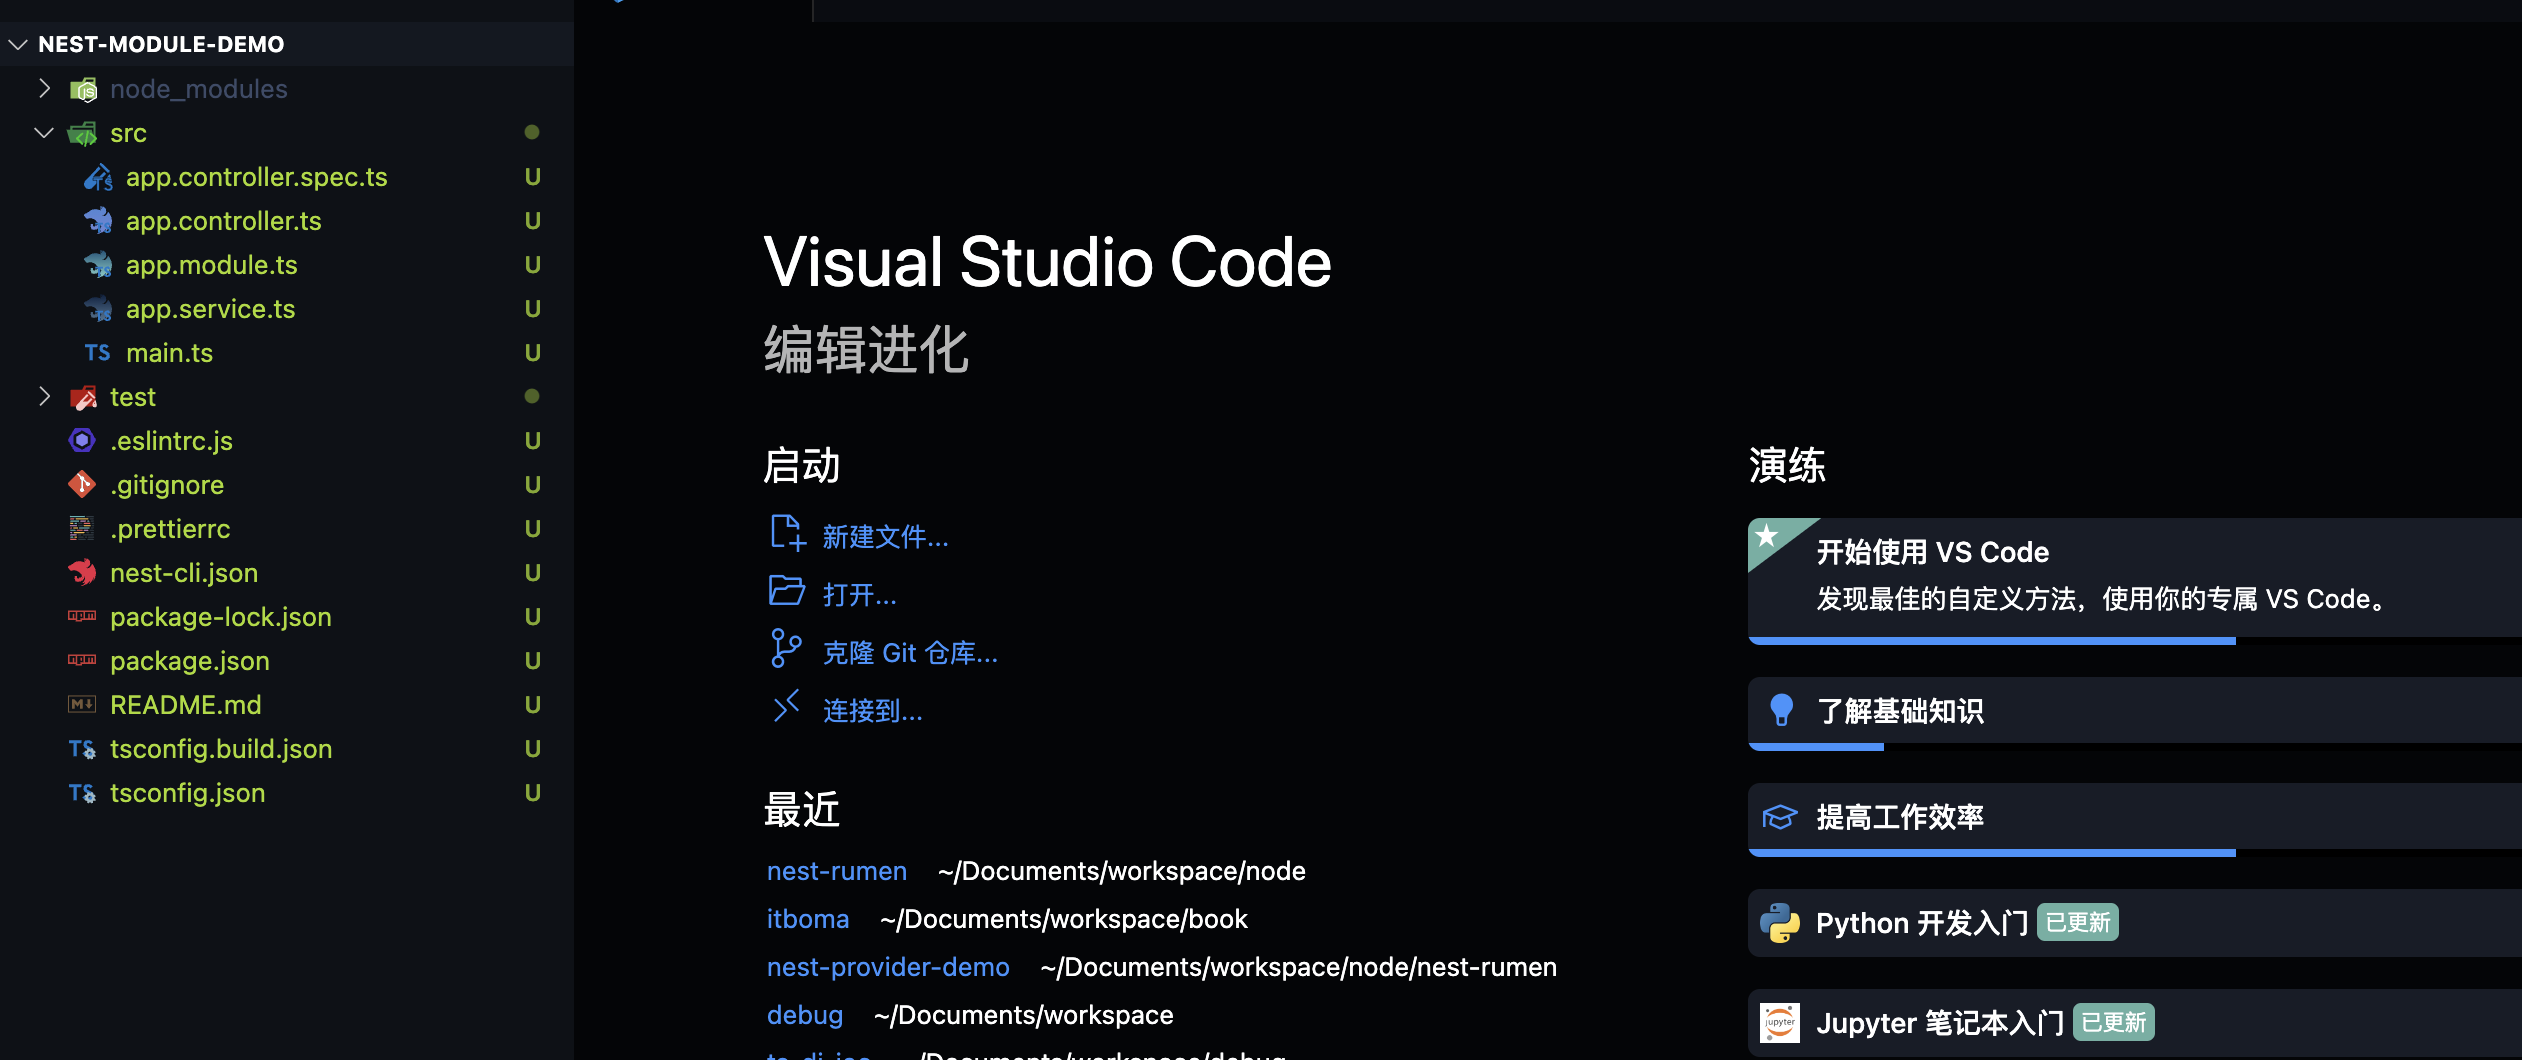 NEST-MODULE-DEMO
node_modules
src
app.controller.spec.ts U
app.controller.ts U
app.module.ts U
app.service.ts U
TS main.ts U
test
.eslintrc.js U
.gitignore U
.prettierrc U
nest-cli.json U
package-lock.json U
package.json U
README.md U
tsconfig.build.json U
tsconfig.json U
Visual Studio Code
编辑进化
启动
新建文件...
打开...
克隆 Git 仓库...
连接到...
最近
nest-rumen ~/Documents/workspace/node
itboma ~/Documents/workspace/book
nest-provider-demo ~/Documents/workspace/node/nest-rumen
debug ~/Documents/workspace
演练
开始使用 VS Code
发现最佳的自定义方法，使用你的专属 VS Code。
了解基础知识
提高工作效率
Python 开发入门 已更新
jupyter
Jupyter 笔记本入门 已更新